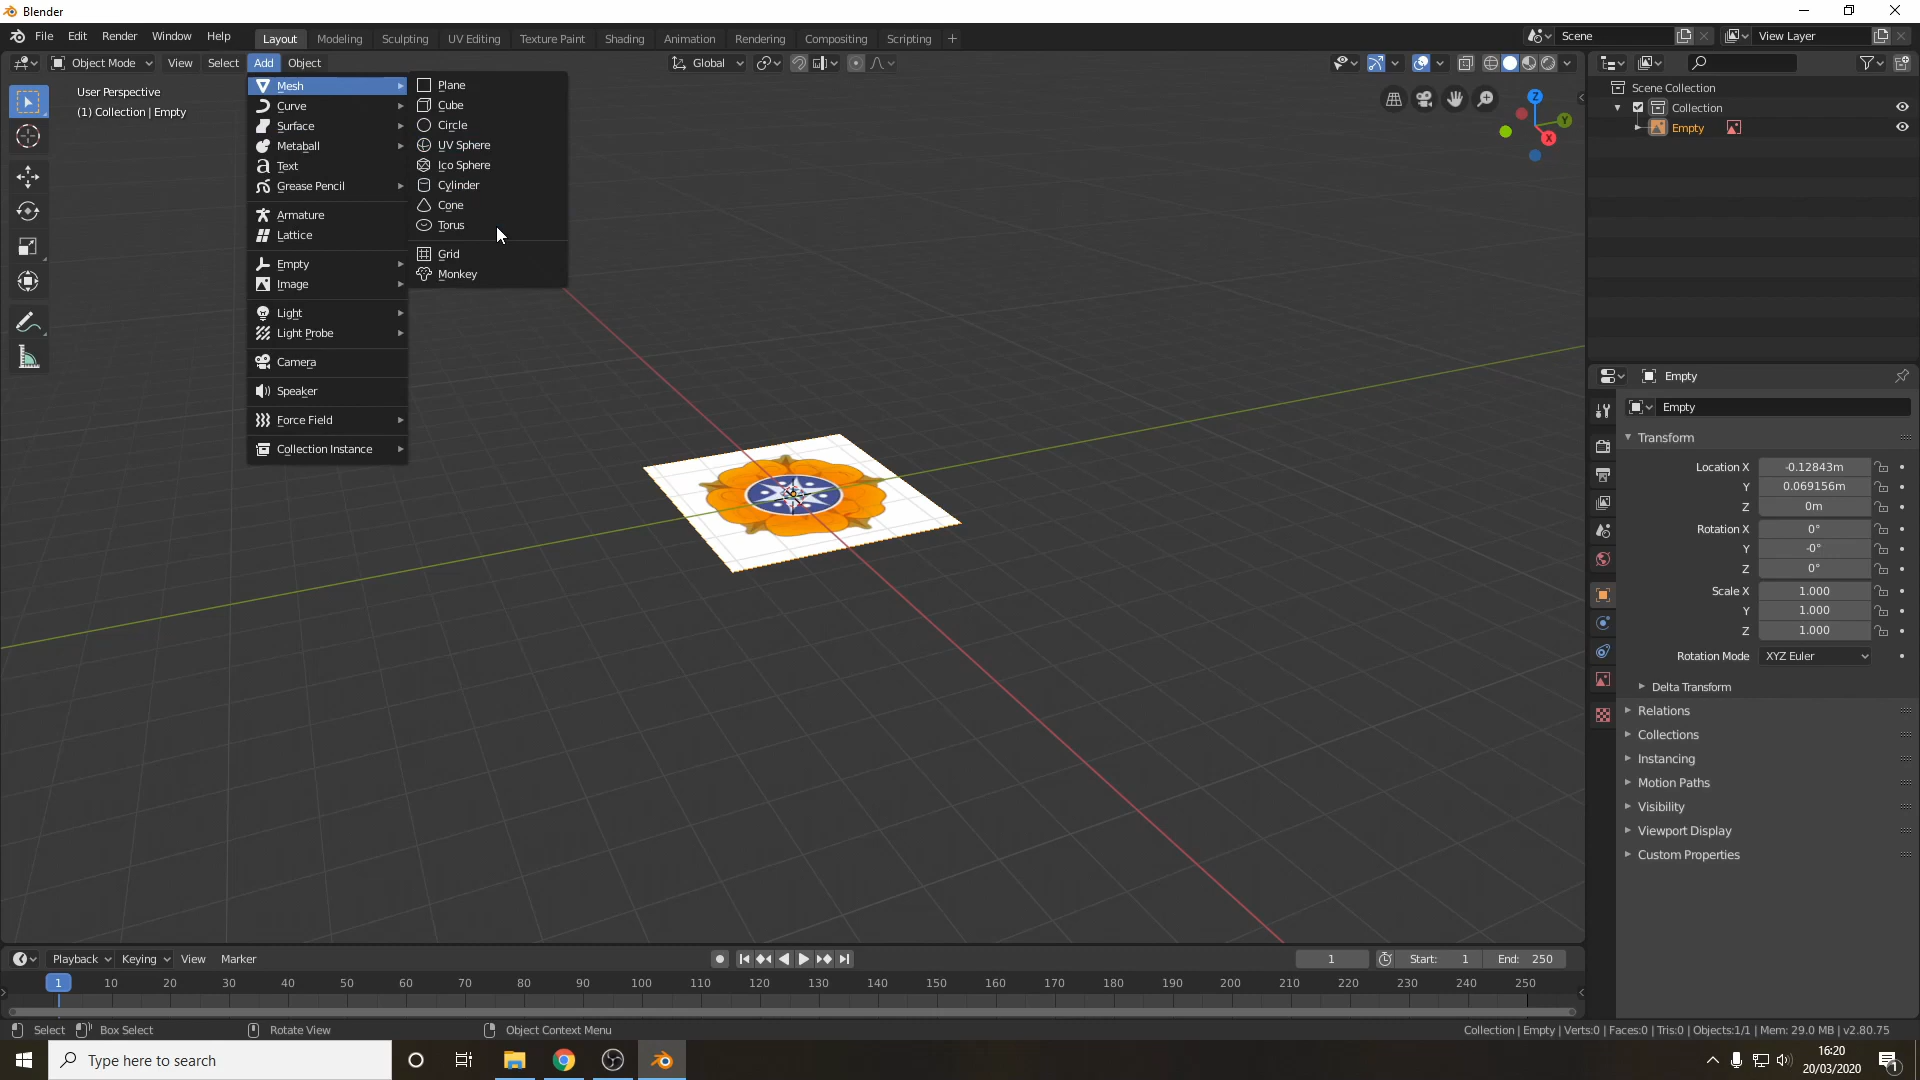 Blender
File Edit Render Window Help
Layout Modeling Sculpting UV Editing Texture Paint Shading Animation Rendering Compositing Scripting +
Scene View Layer
Object Mode View Select Add Object Global
User Perspective
(1) Collection | Empty
Mesh
Curve
Surface
Metaball
Text
Grease Pencil
Armature
Lattice
Empty
Image
Light
Light Probe
Camera
Speaker
Force Field
Collection Instance
Plane
Cube
Circle
UV Sphere
Ico Sphere
Cylinder
Cone
Torus
Grid
Monkey
Z
Y
X
Scene Collection
Collection
Empty
Empty
Empty
Transform
Location X -0.12843m
Y 0.069156m
Z 0m
Rotation X 0°
Y -0°
Z 0°
Scale X 1.000
Y 1.000
Z 1.000
Rotation Mode XYZ Euler
Delta Transform
Relations
Collections
Instancing
Motion Paths
Visibility
Viewport Display
Custom Properties
Playback Keying View Marker 1 Start: 1 End: 250
1 10 20 30 40 50 60 70 80 90 100 110 120 130 140 150 160 170 180 190 200 210 220 230 240 250
Select Box Select Rotate View Object Context Menu Collection | Empty | Verts:0 | Faces:0 | Tris:0 | Objects:1/1 | Mem: 29.0 MB | v2.80.75
Type here to search
16:20
20/03/2020
1